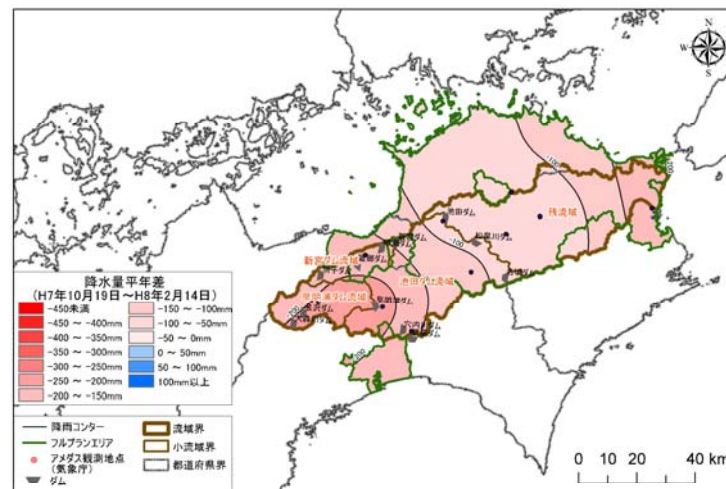 N
W E
S
-100
-100
残流域
池田ダム
-100
新宮ダム流域
池田ダム流域
早明浦ダム流域
降水量平年差
(H7年10月19日～H8年2月14日)
-450未満
-450 ～ -400mm
-400 ～ -350mm
-350 ～ -300mm
-300 ～ -250mm
-250 ～ -200mm
-200 ～ -150mm
-150 ～ -100mm
-100 ～ -50mm
-50 ～ 0mm
0 ～ 50mm
50 ～ 100mm
100mm以上
降雨コンター
フルプランエリア
アメダス観測地点
(気象庁)
ダム
流域界
小流域界
都道府県界
0 10 20 40 km